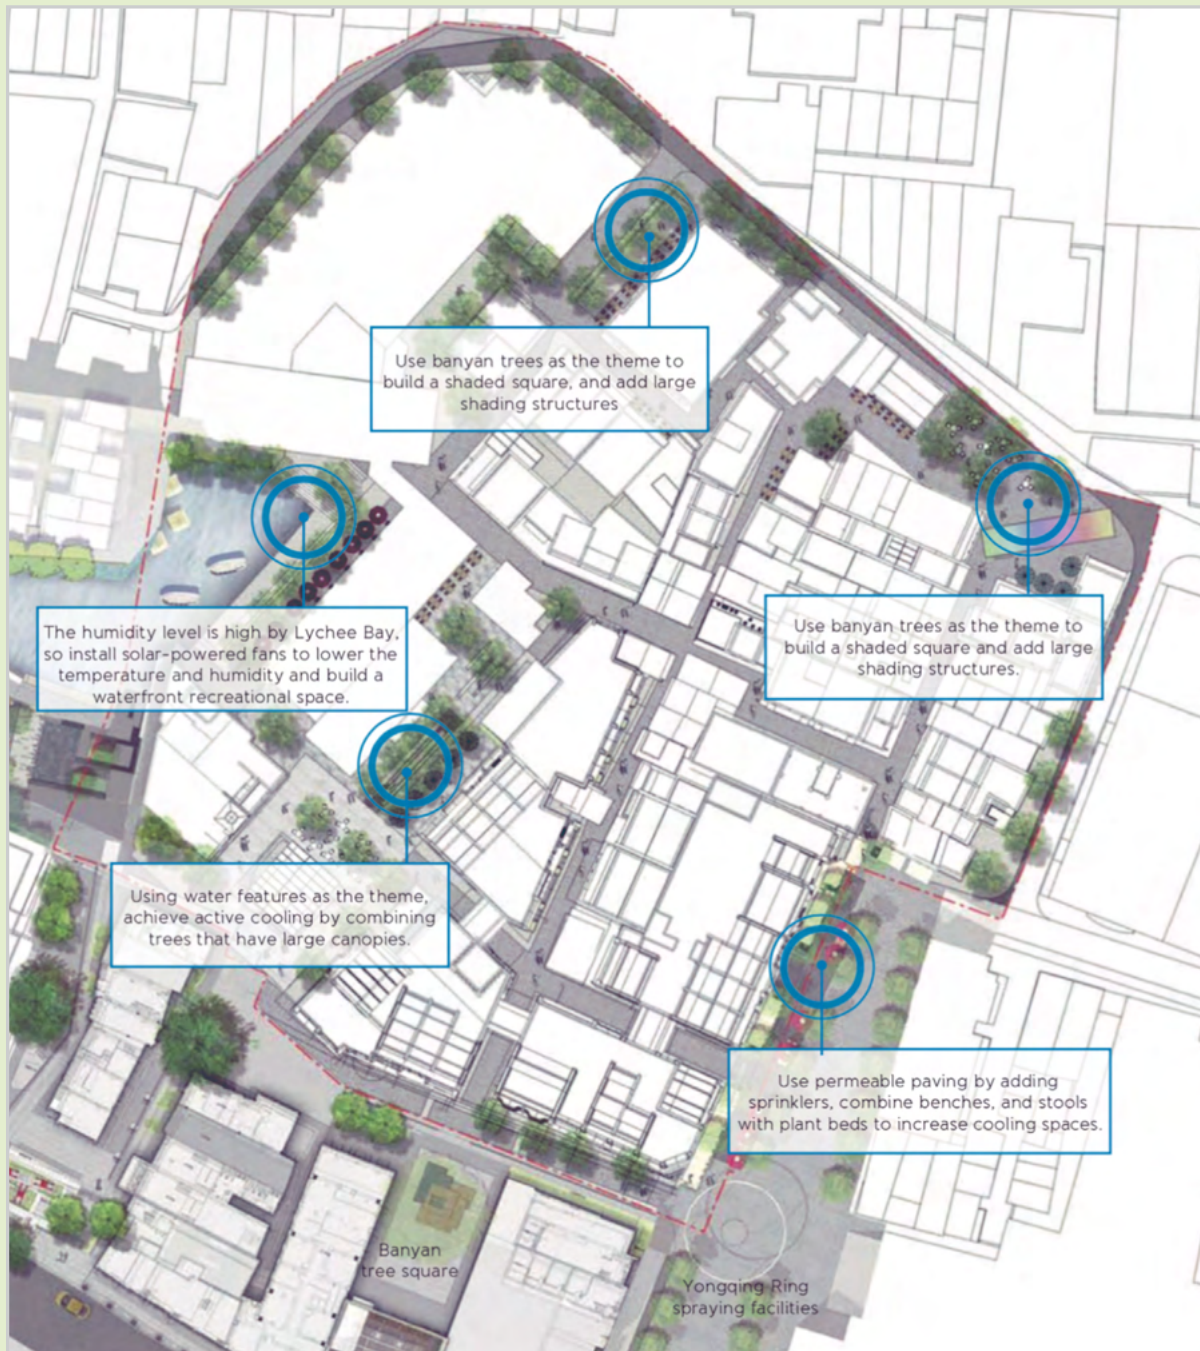 Use banyan trees as the theme to
build a shaded square, and add large
shading structures
The humidity level is high by Lychee Bay,
so install solar-powered fans to lower the
temperature and humidity and build a
waterfront recreational space.
Use banyan trees as the theme to
build a shaded square and add large
shading structures.
Using water features as the theme,
achieve active cooling by combining
trees that have large canopies.
Use permeable paving by adding
sprinklers, combine benches, and stools
with plant beds to increase cooling spaces.
Banyan
tree square
Yongqing Ring
spraying facilities